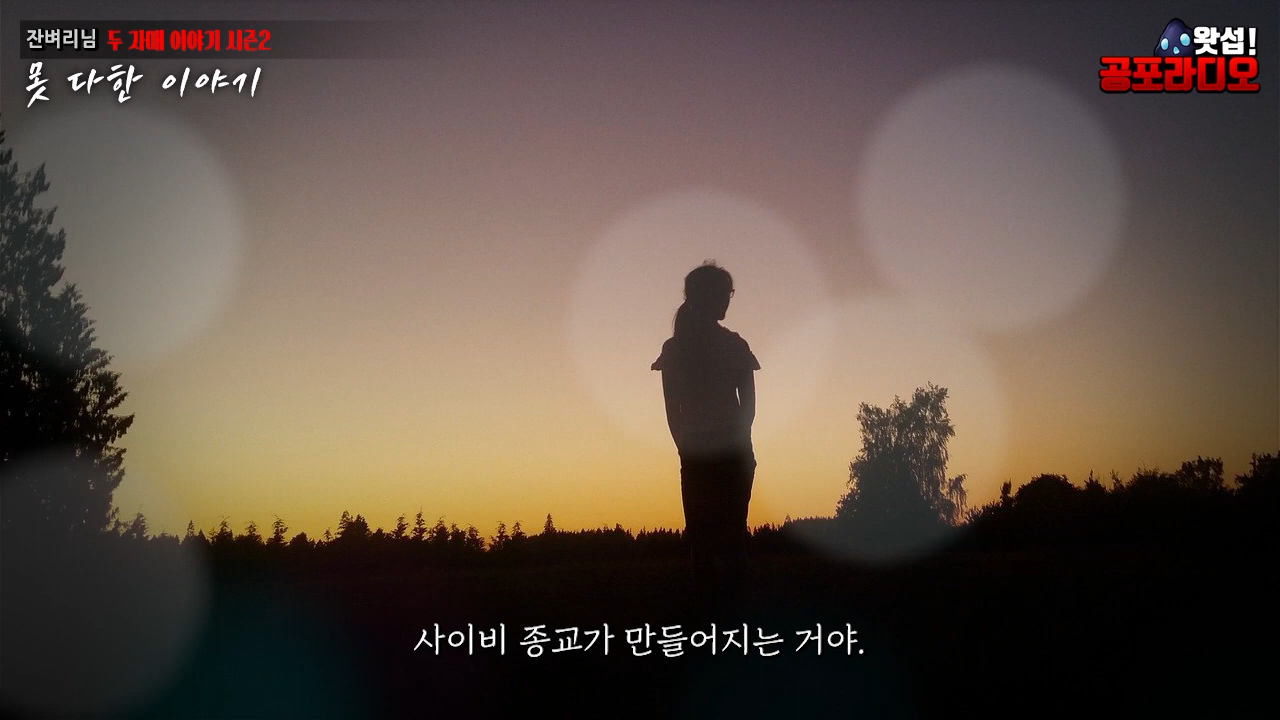 잔벼리님 두 자매 이야기 시즌2
못 다한 이야기
왓섭!
공포라디오
사이비 종교가 만들어지는 거야.